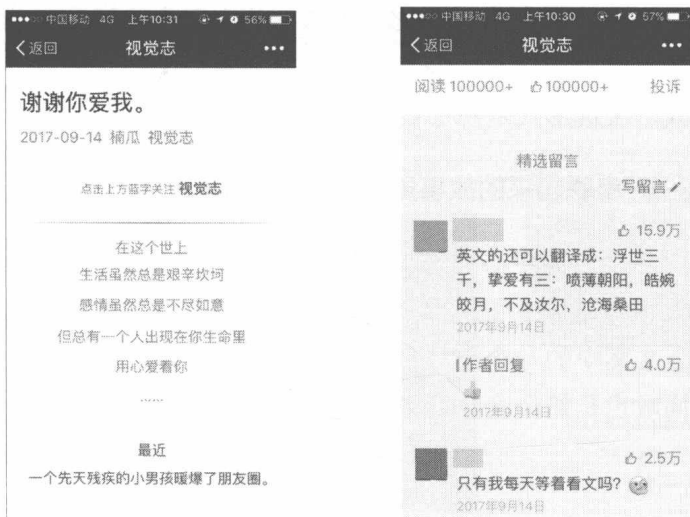 中国移动 4G 上午10:31 56%
返回 视觉志
谢谢你爱我。
2017-09-14 楠瓜 视觉志
点击上方蓝字关注 视觉志
在这个世上
生活虽然总是艰辛坎坷
感情虽然总是不尽如意
但总有一个人出现在你生命里
用心爱着你
……
最近
一个先天残疾的小男孩暖爆了朋友圈。
中国移动 4G 上午10:30 57%
返回 视觉志
阅读 100000+ 100000+ 投诉
精选留言
写留言
15.9万
英文的还可以翻译成：浮世三
千，挚爱有三：喷薄朝阳，皓婉
皎月，不及汝尔，沧海桑田
2017年9月14日
作者回复 4.0万
2017年9月14日
2.5万
只有我每天等着看文吗？
2017年9月14日